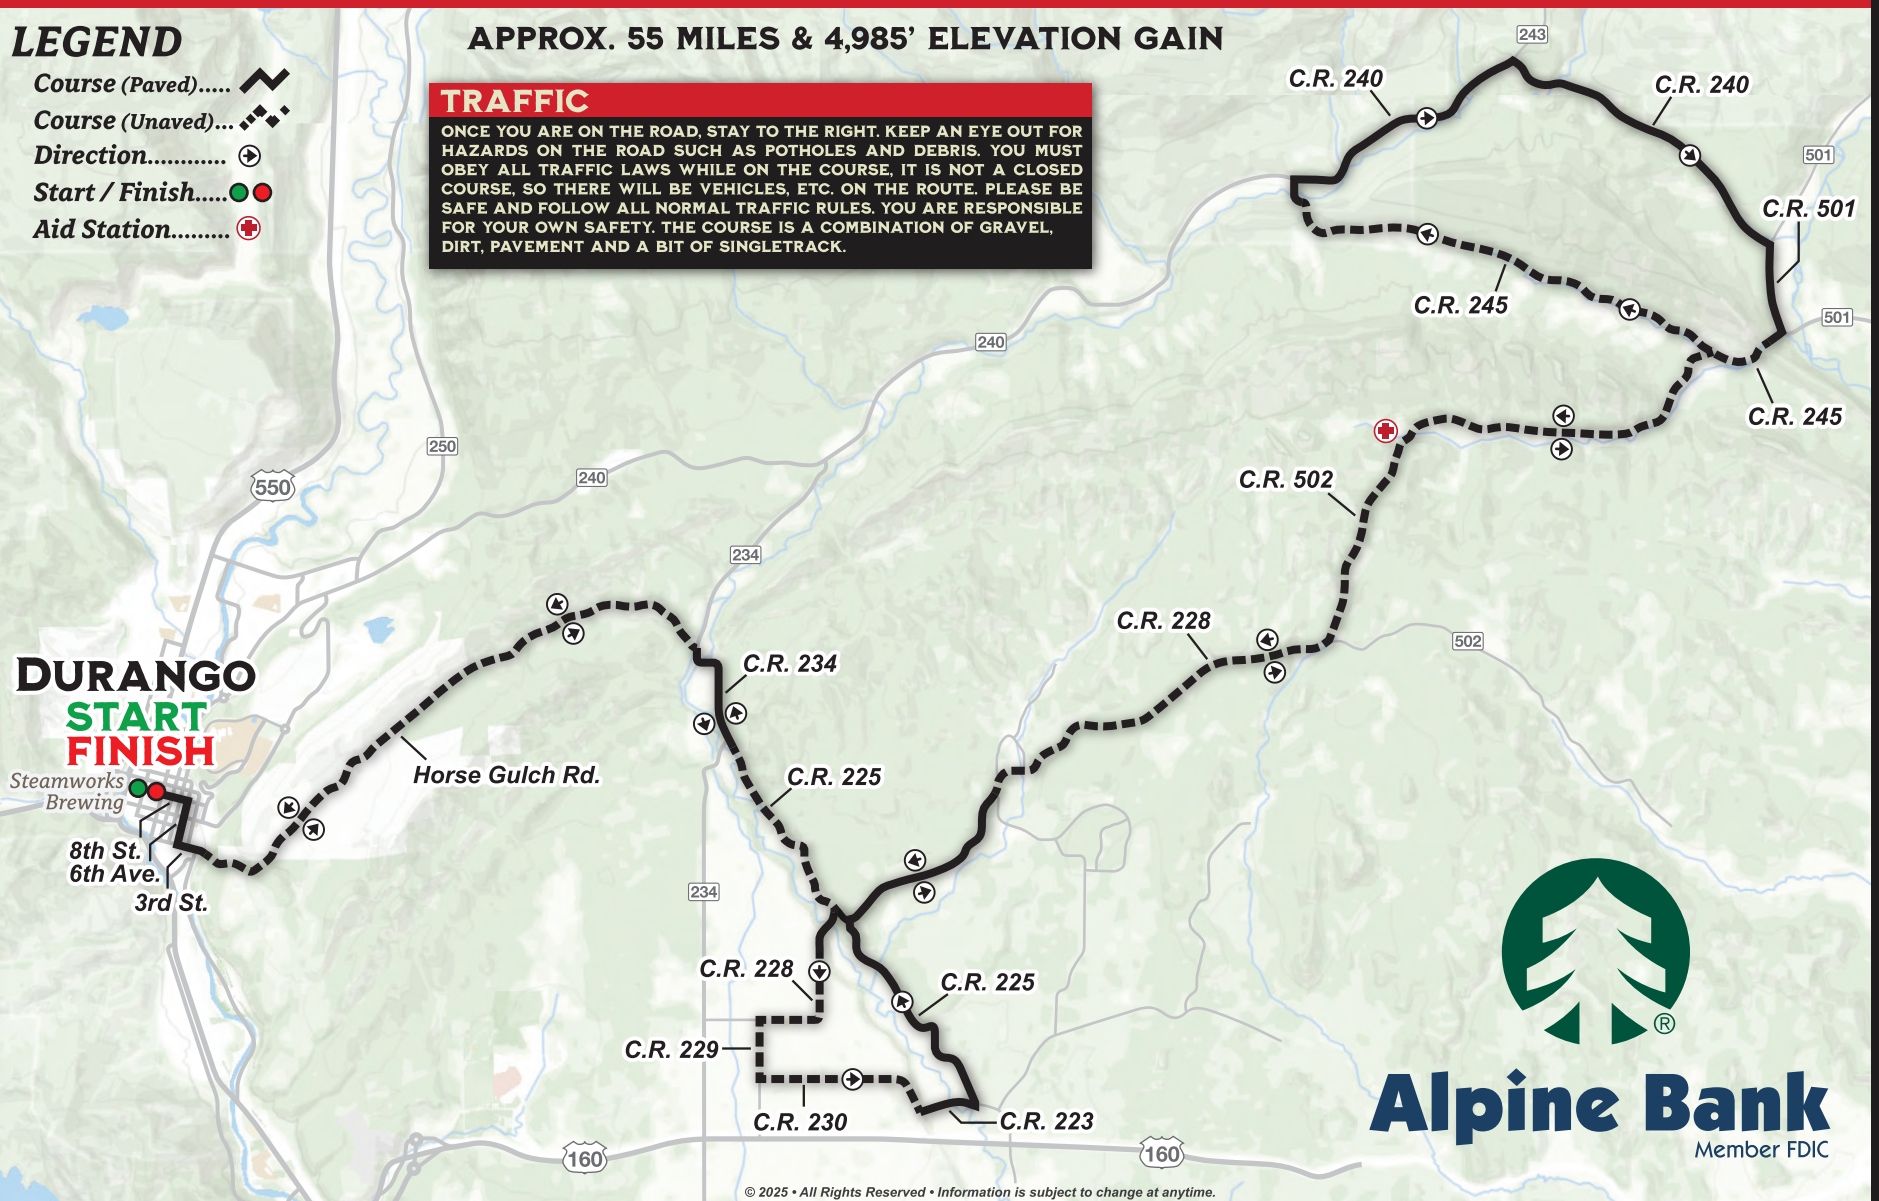 LEGEND
Course (Paved).....
Course (Unaved)...
Direction............
Start / Finish.....
Aid Station.........
APPROX. 55 MILES & 4,985' ELEVATION GAIN
TRAFFIC
ONCE YOU ARE ON THE ROAD, STAY TO THE RIGHT. KEEP AN EYE OUT FOR
HAZARDS ON THE ROAD SUCH AS POTHOLES AND DEBRIS. YOU MUST
OBEY ALL TRAFFIC LAWS WHILE ON THE COURSE, IT IS NOT A CLOSED
COURSE, SO THERE WILL BE VEHICLES, ETC. ON THE ROUTE. PLEASE BE
SAFE AND FOLLOW ALL NORMAL TRAFFIC RULES. YOU ARE RESPONSIBLE
FOR YOUR OWN SAFETY. THE COURSE IS A COMBINATION OF GRAVEL,
DIRT, PAVEMENT AND A BIT OF SINGLETRACK.
243
C.R. 240
C.R. 240
501
C.R. 501
C.R. 245
501
240
C.R. 245
250
240
550
C.R. 502
234
C.R. 228
502
DURANGO
START
FINISH
Steamworks
Brewing
C.R. 234
Horse Gulch Rd.
C.R. 225
8th St.
6th Ave.
3rd St.
234
C.R. 228
C.R. 225
C.R. 229
C.R. 230
C.R. 223
160
160
®
Alpine Bank
Member FDIC
© 2025 • All Rights Reserved • Information is subject to change at anytime.